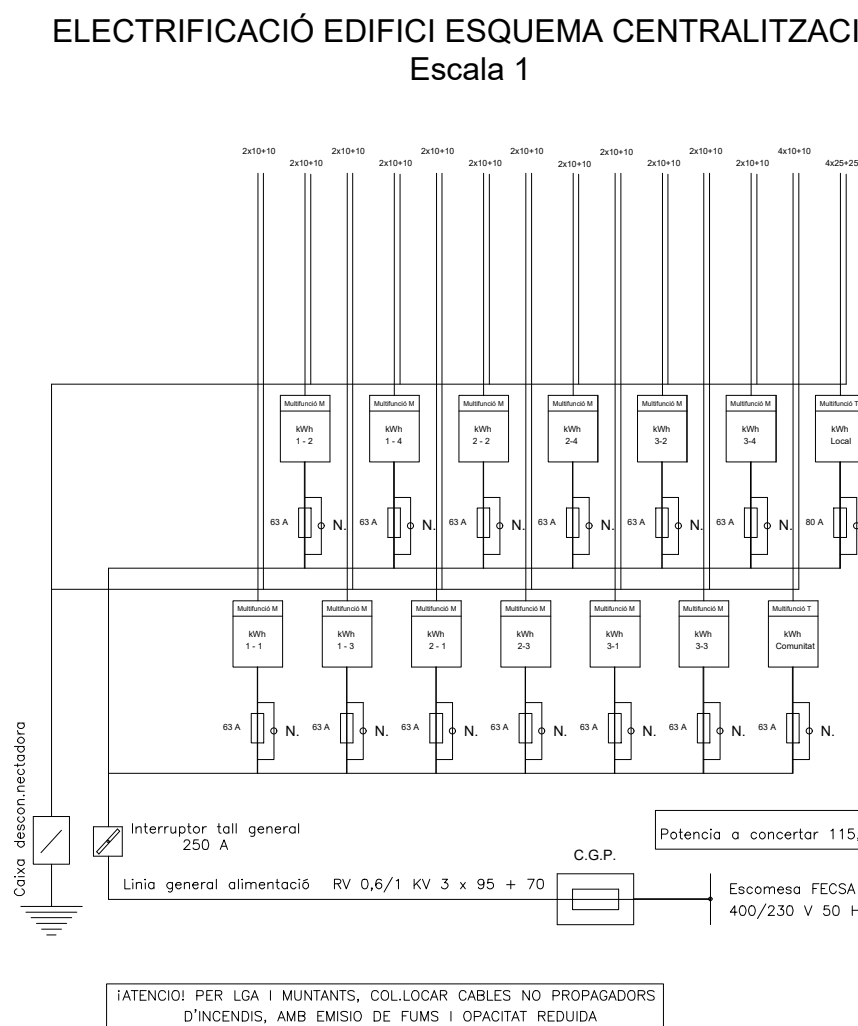 ELECTRIFICACIÓ EDIFICI ESQUEMA CENTRALITZACI
Escala 1
2x10+10 2x10+10 2x10+10 2x10+10 2x10+10 2x10+10 4x10+10
2x10+10 2x10+10 2x10+10 2x10+10 2x10+10 2x10+10 4x25+25
Multifunció M Multifunció M Multifunció M Multifunció M Multifunció M Multifunció M Multifunció T
kWh kWh kWh kWh kWh kWh kWh
1 - 2 1 - 4 2 - 2 2-4 3-2 3-4 Local
63 A N. 63 A N. 63 A N. 63 A N. 63 A N. 63 A N. 80 A
Multifunció M Multifunció M Multifunció M Multifunció M Multifunció M Multifunció M Multifunció T
kWh kWh kWh kWh kWh kWh kWh
1 - 1 1 - 3 2 - 1 2-3 3-1 3-3 Comunitat
63 A N. 63 A N. 63 A N. 63 A N. 63 A N. 63 A N. 63 A N.
Caixa descon.nectadora
Interruptor tall general
250 A
Potencia a concertar 115,
C.G.P.
Linia general alimentació RV 0,6/1 KV 3 x 95 + 70
Escomesa FECSA
400/230 V 50 H
¡ATENCIO! PER LGA I MUNTANTS, COL.LOCAR CABLES NO PROPAGADORS
D'INCENDIS, AMB EMISIO DE FUMS I OPACITAT REDUIDA